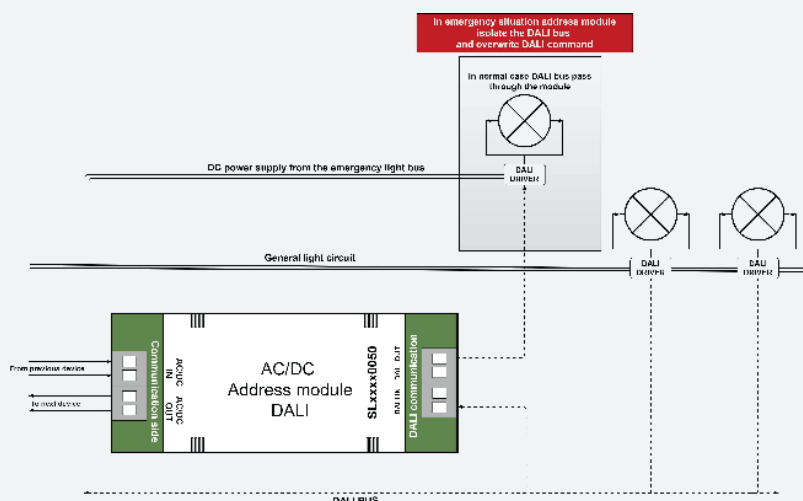 In emergency situation address module
isolate the DALI bus
and overwrite DALI command
In normal case DALI bus pass
through the module
DALI
DRIVER
DC power supply from the emergency light bus
General light circuit
DALI
DRIVER
DALI
DRIVER
From previous device
To next device
Communication side
AC/DC
IN
AC/DC
OUT
AC/DC
Address module
DALI
SLxxxx0050
DALI OUT
DALI IN
DALI communication
DALI BUS